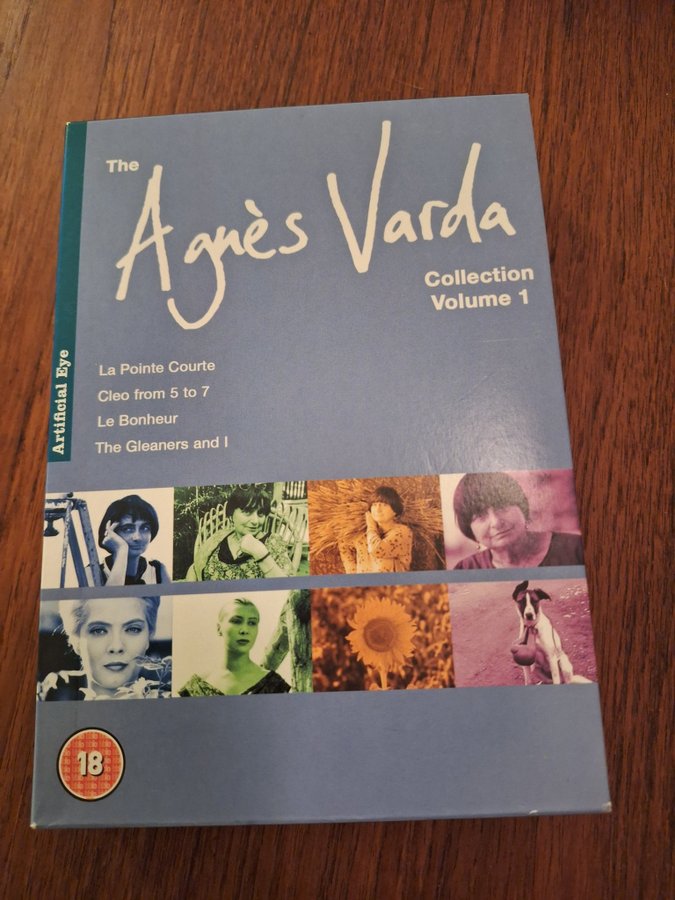 The
Agnès Varda
Collection
Volume 1
La Pointe Courte
Cleo from 5 to 7
Le Bonheur
The Gleaners and I
Artificial Eye
18